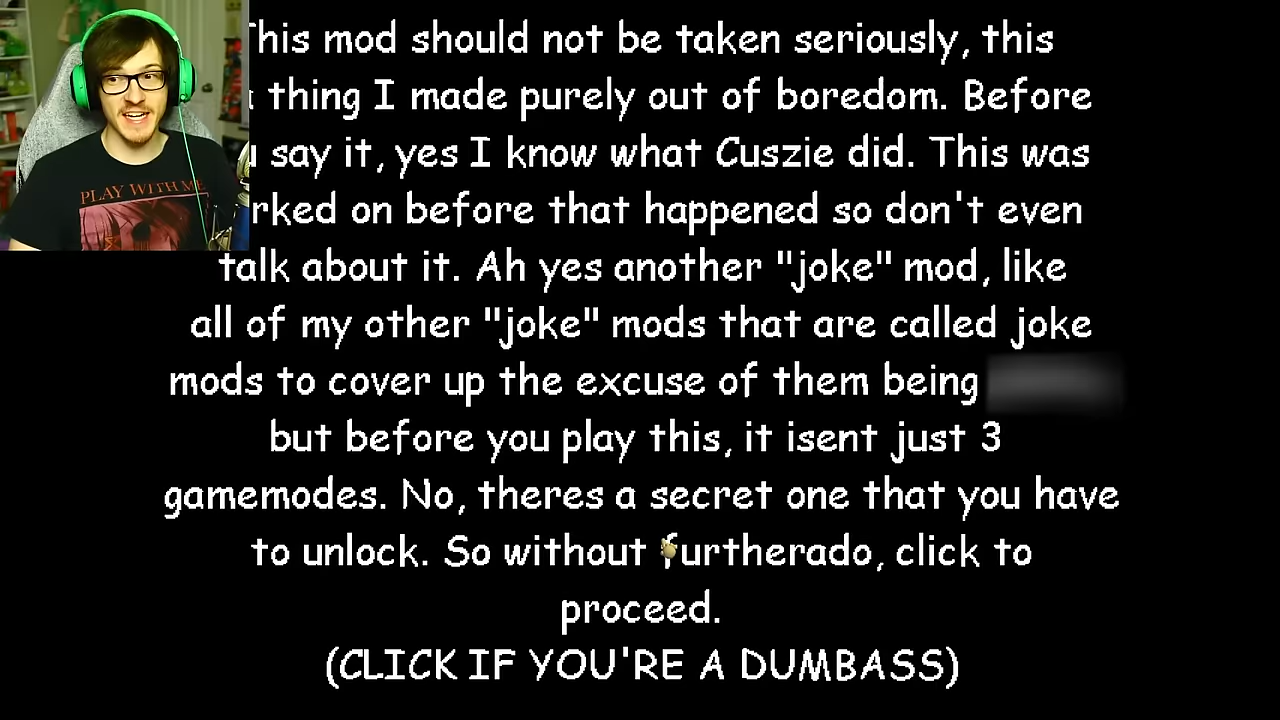 his mod should not be taken seriously, this
thing I made purely out of boredom. Before
say it, yes I know what Cuszie did. This was
rked on before that happened so don't even
talk about it. Ah yes another "joke" mod, like
all of my other "joke" mods that are called joke
mods to cover up the excuse of them being
but before you play this, it isent just 3
gamemodes. No, theres a secret one that you have
to unlock. So without furtherado, click to
proceed.
(CLICK IF YOU'RE A DUMBASS)
PLAY WITH ME